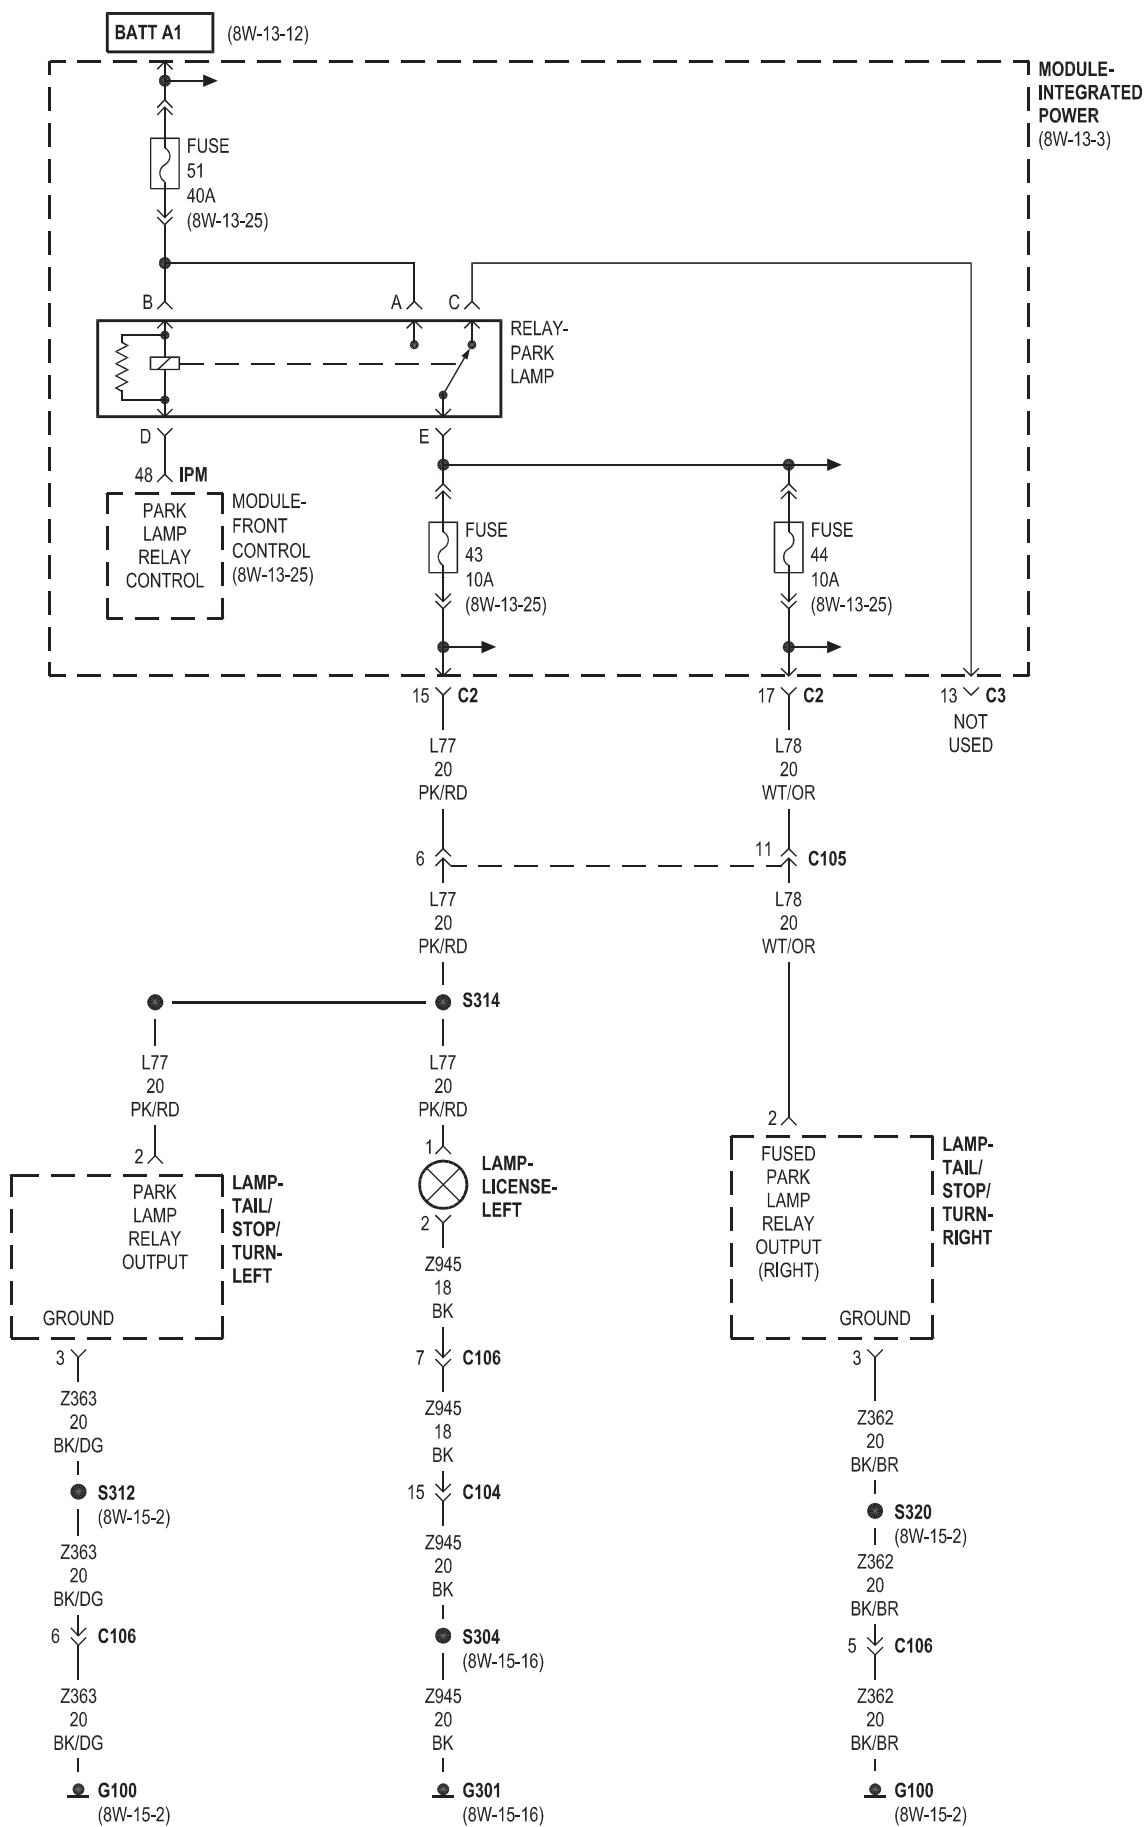 BATT A1
(8W-13-12)
MODULE-
INTEGRATED
POWER
(8W-13-3)
FUSE
51
40A
(8W-13-25)
B
A
C
RELAY-
PARK
LAMP
D
E
48
IPM
PARK
LAMP
RELAY
CONTROL
MODULE-
FRONT
CONTROL
(8W-13-25)
FUSE
43
10A
(8W-13-25)
FUSE
44
10A
(8W-13-25)
15
C2
17
C2
13
C3
NOT
USED
L77
20
PK/RD
L78
20
WT/OR
6
11
C105
L77
20
PK/RD
L78
20
WT/OR
S314
L77
20
PK/RD
L77
20
PK/RD
2
1
2
PARK
LAMP
RELAY
OUTPUT
GROUND
LAMP-
TAIL/
STOP/
TURN-
LEFT
LAMP-
LICENSE-
LEFT
2
FUSED
PARK
LAMP
RELAY
OUTPUT
(RIGHT)
GROUND
LAMP-
TAIL/
STOP/
TURN-
RIGHT
3
Z363
20
BK/DG
S312
(8W-15-2)
Z363
20
BK/DG
6
C106
Z363
20
BK/DG
G100
(8W-15-2)
Z945
18
BK
7
C106
Z945
18
BK
15
C104
Z945
20
BK
S304
(8W-15-16)
Z945
20
BK
G301
(8W-15-16)
3
Z362
20
BK/BR
S320
(8W-15-2)
Z362
20
BK/BR
5
C106
Z362
20
BK/BR
G100
(8W-15-2)